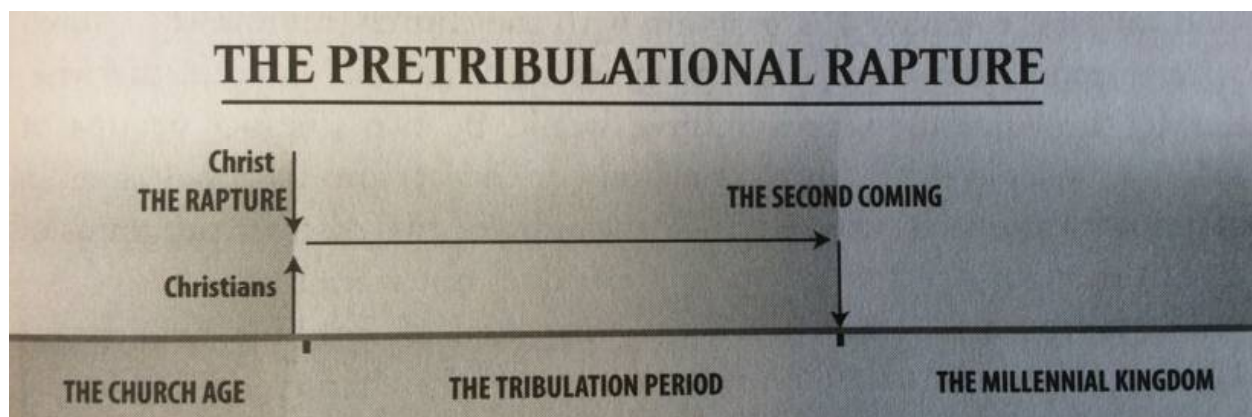 THE PRETRIBULATIONAL RAPTURE
Christ
THE RAPTURE
THE SECOND COMING
Christians
THE CHURCH AGE
THE TRIBULATION PERIOD
THE MILLENNIAL KINGDOM